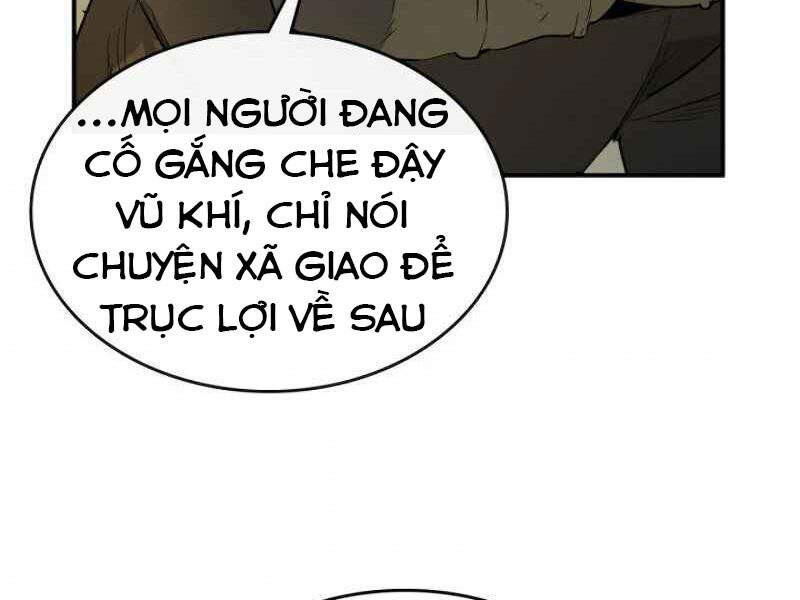 ...MỌI NGƯỜI ĐANG
CỐ GẮNG CHE ĐẬY
VŨ KHÍ, CHỈ NÓI
CHUYỆN XÃ GIAO ĐỂ
TRỤC LỢI VỀ SAU